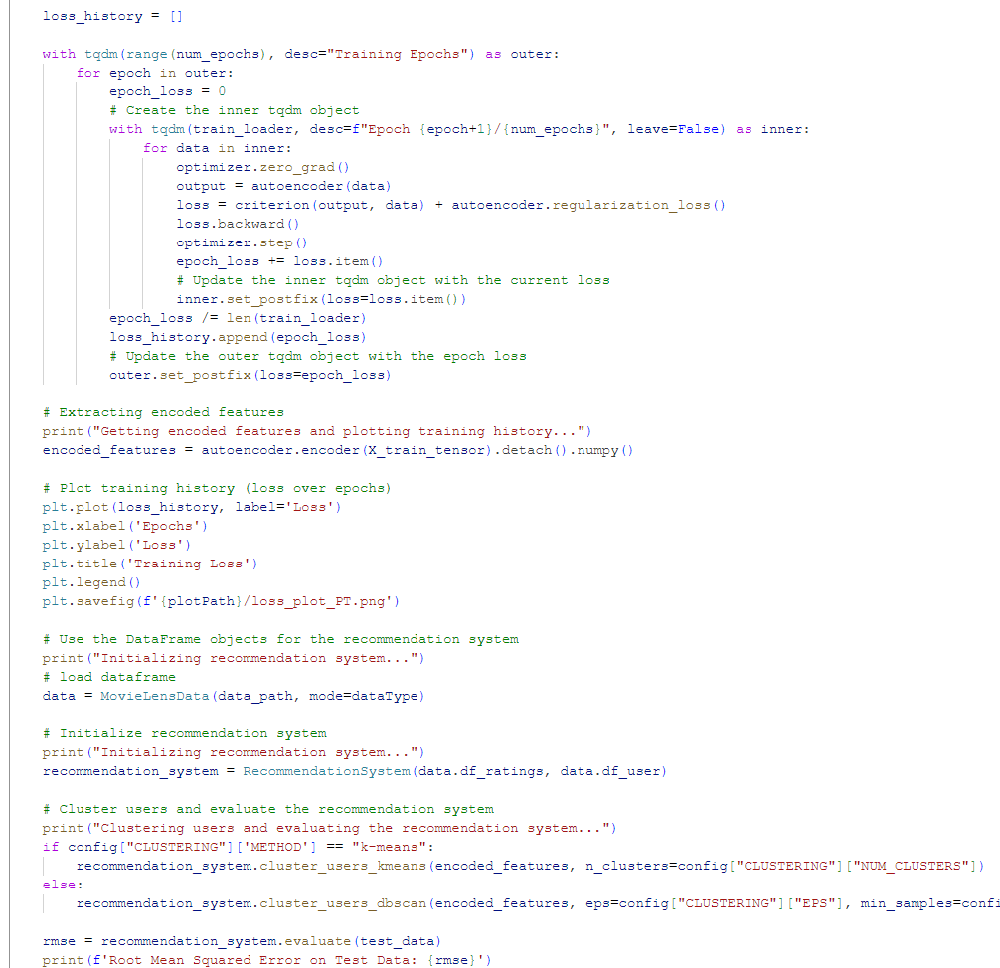 loss_history = []
with tqdm(range(num_epochs), desc="Training Epochs") as outer:
for epoch in outer:
epoch_loss = 0
# Create the inner tqdm object
with tqdm(train_loader, desc=f"Epoch {epoch+1}/{num_epochs}", leave=False) as inner:
for data in inner:
optimizer.zero_grad()
output = autoencoder(data)
loss = criterion(output, data) + autoencoder.regularization_loss()
loss.backward()
optimizer.step()
epoch_loss += loss.item()
# Update the inner tqdm object with the current loss
inner.set_postfix(loss=loss.item())
epoch_loss /= len(train_loader)
loss_history.append(epoch_loss)
# Update the outer tqdm object with the epoch loss
outer.set_postfix(loss=epoch_loss)
# Extracting encoded features
print("Getting encoded features and plotting training history...")
encoded_features = autoencoder.encoder(X_train_tensor).detach().numpy()
# Plot training history (loss over epochs)
plt.plot(loss_history, label='Loss')
plt.xlabel('Epochs')
plt.ylabel('Loss')
plt.title('Training Loss')
plt.legend()
plt.savefig(f'{plotPath}/loss_plot_PT.png')
# Use the DataFrame objects for the recommendation system
print("Initializing recommendation system...")
# load dataframe
data = MovieLensData(data_path, mode=dataType)
# Initialize recommendation system
print("Initializing recommendation system...")
recommendation_system = RecommendationSystem(data.df_ratings, data.df_user)
# Cluster users and evaluate the recommendation system
print("Clustering users and evaluating the recommendation system...")
if config["CLUSTERING"]['METHOD'] == "k-means":
recommendation_system.cluster_users_kmeans(encoded_features, n_clusters=config["CLUSTERING"]["NUM_CLUSTERS"])
else:
recommendation_system.cluster_users_dbscan(encoded_features, eps=config["CLUSTERING"]["EPS"], min_samples=confi
rmse = recommendation_system.evaluate(test_data)
print(f'Root Mean Squared Error on Test Data: {rmse}')